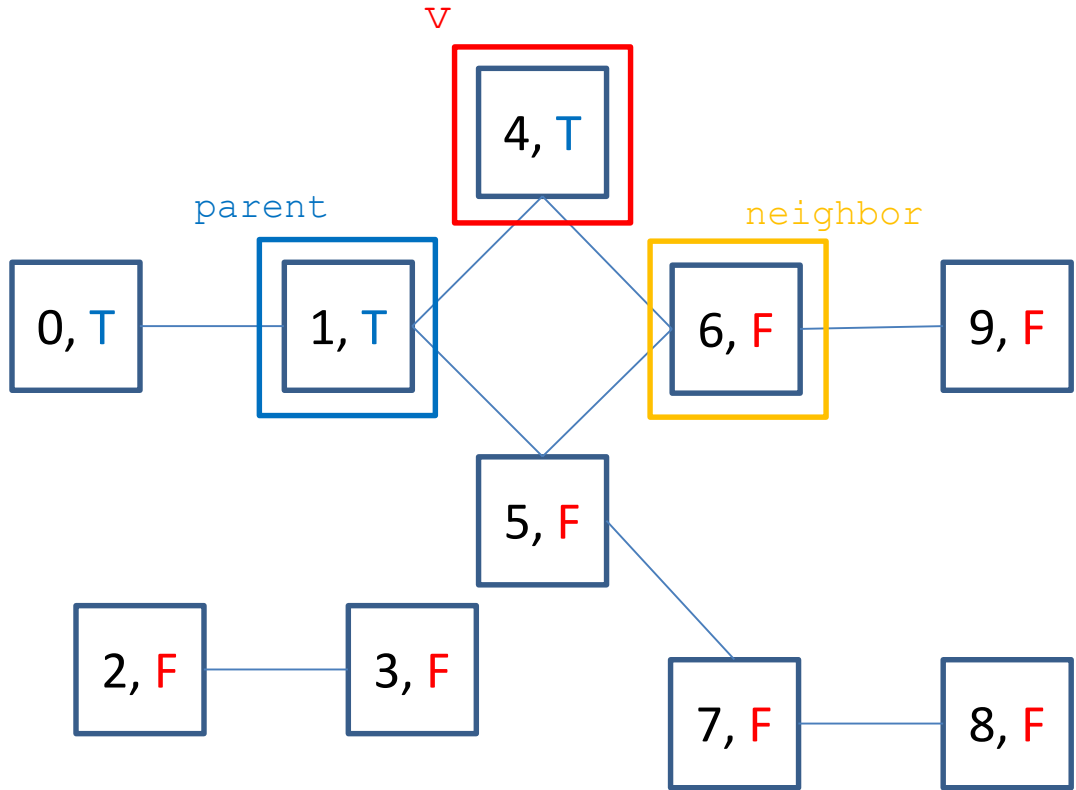 v
4, T
parent
neighbor
0, T
1, T
6, F
9, F
5, F
2, F
3, F
7, F
8, F